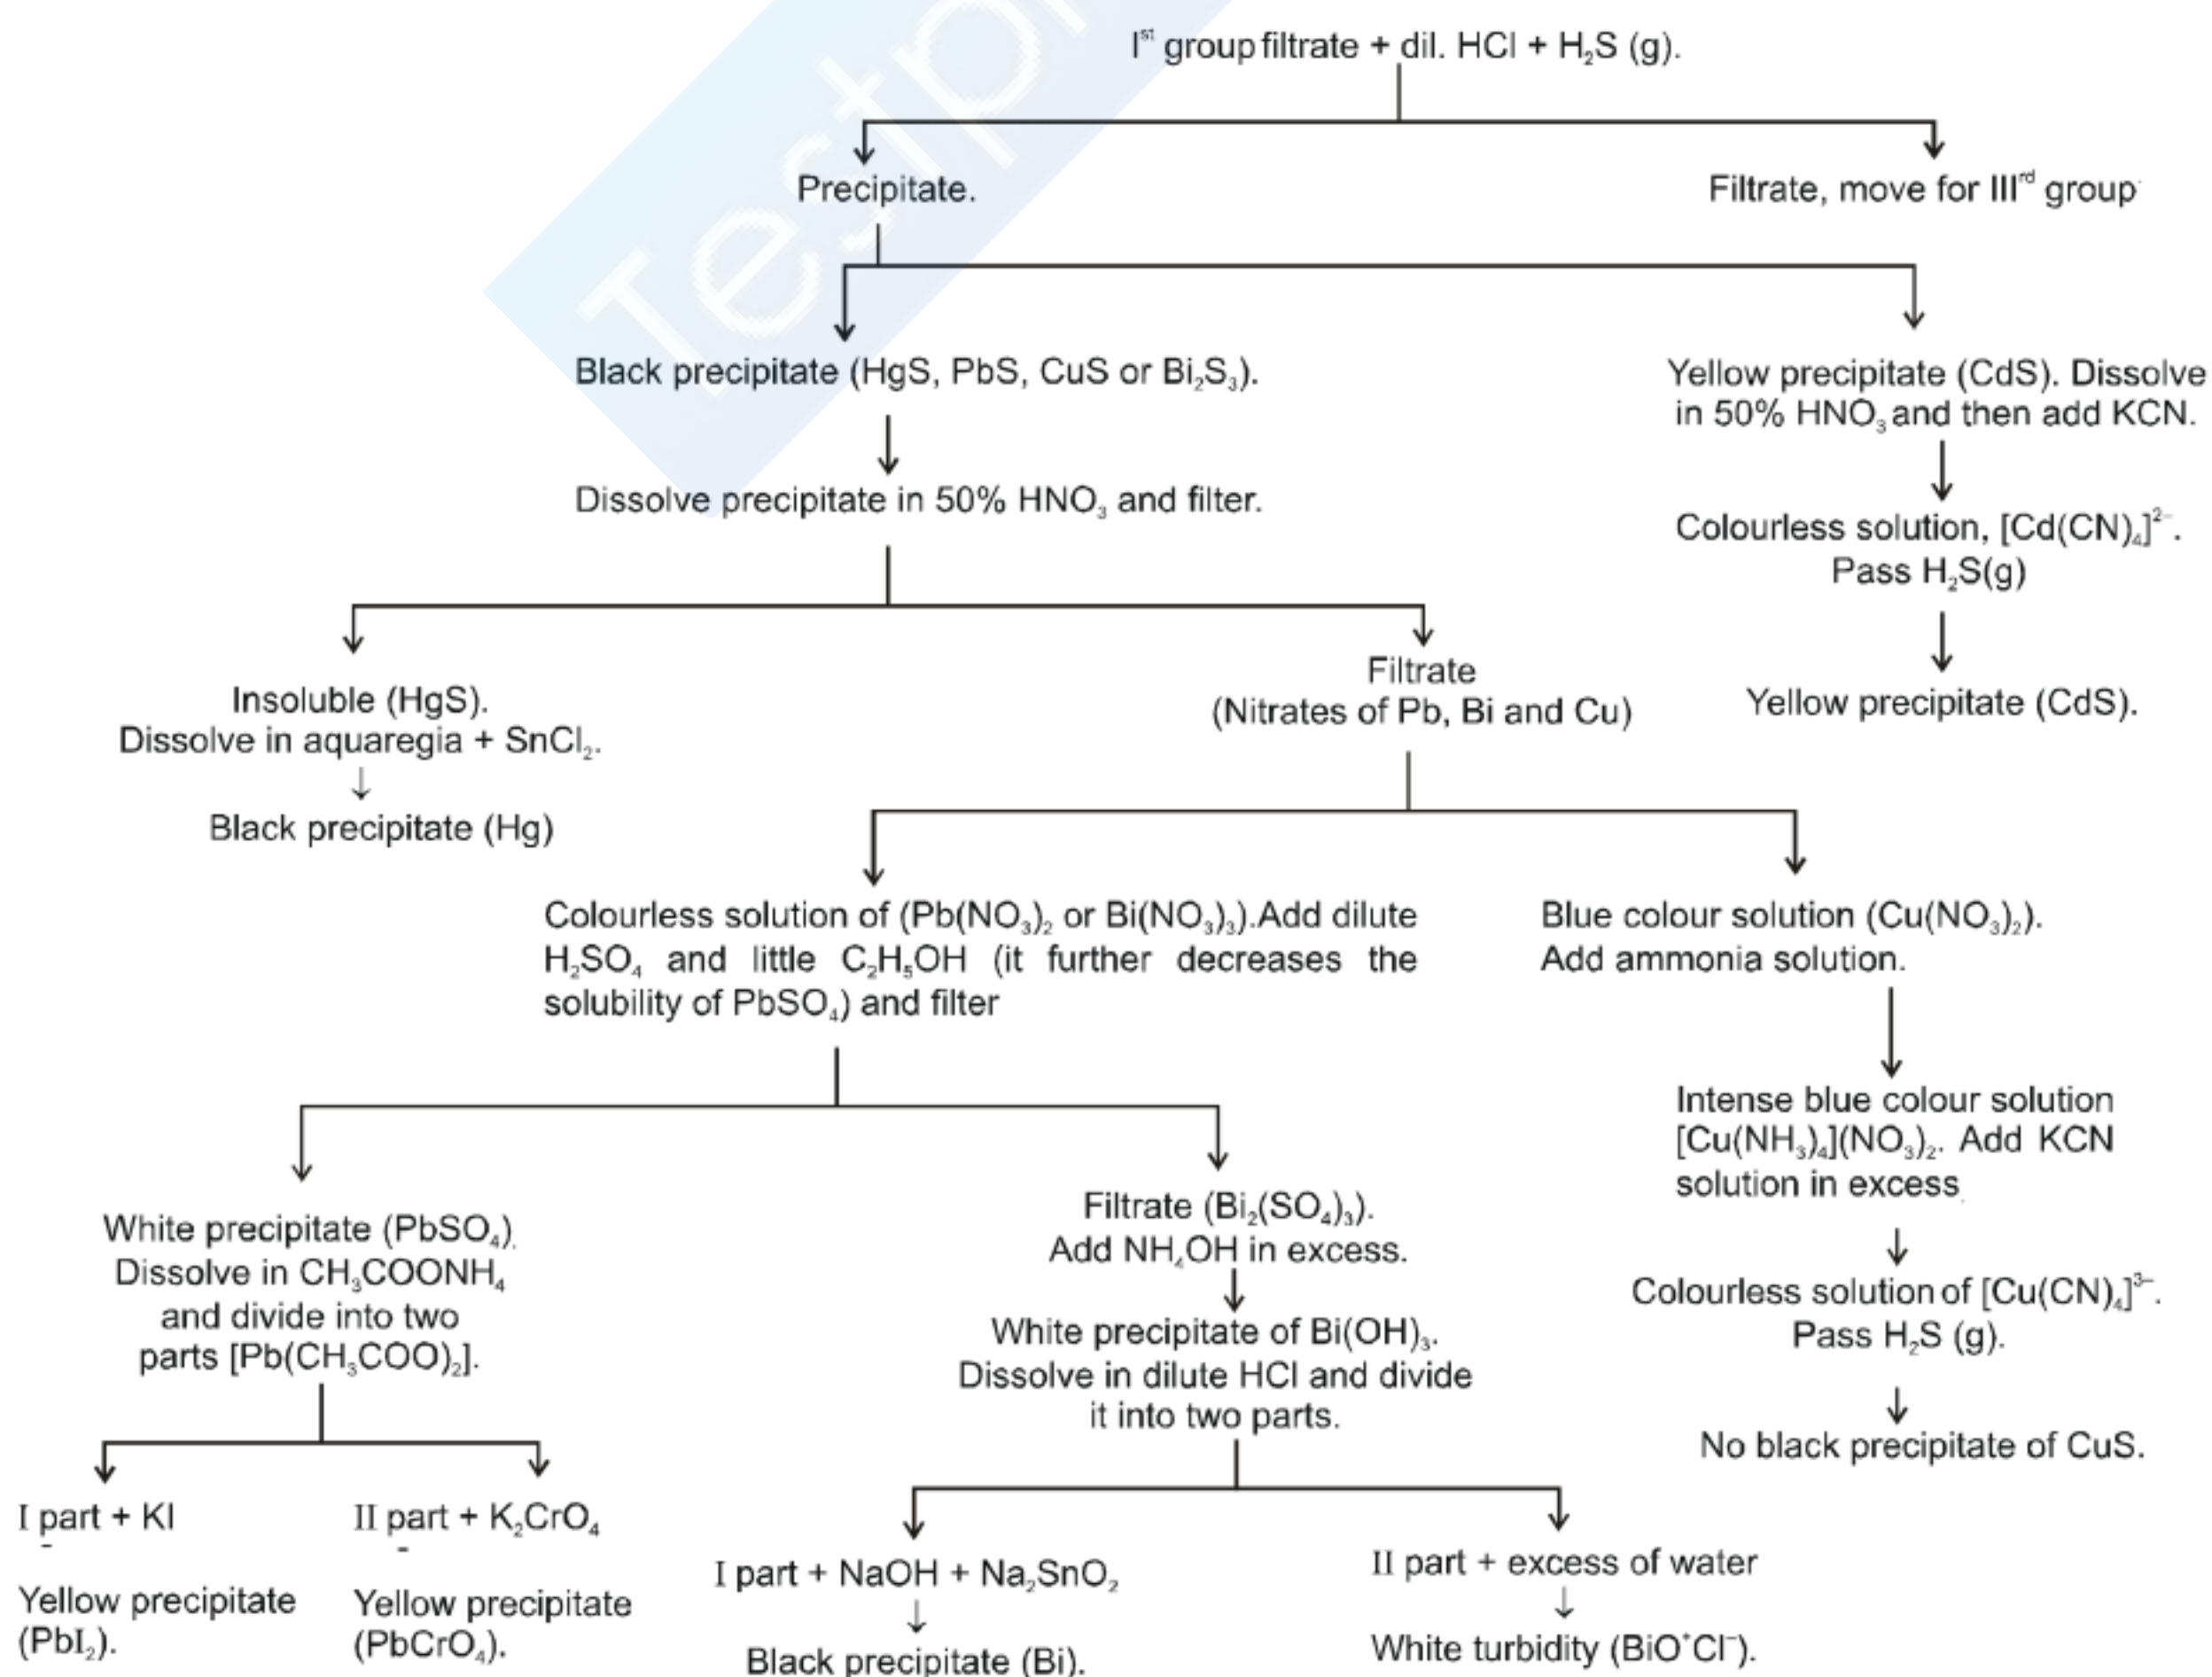 Testp
Iˢᵗ group filtrate + dil. HCl + H₂S (g).
Precipitate.
Filtrate, move for IIIʳᵈ group
Black precipitate (HgS, PbS, CuS or Bi₂S₃).
Yellow precipitate (CdS). Dissolve
in 50% HNO₃ and then add KCN.
Dissolve precipitate in 50% HNO₃ and filter.
Colourless solution, [Cd(CN)₄]²⁻.
Pass H₂S(g)
Yellow precipitate (CdS).
Insoluble (HgS).
Dissolve in aquaregia + SnCl₂.
↓
Black precipitate (Hg)
Filtrate
(Nitrates of Pb, Bi and Cu)
Colourless solution of (Pb(NO₃)₂ or Bi(NO₃)₃).Add dilute
H₂SO₄ and little C₂H₅OH (it further decreases the
solubility of PbSO₄) and filter
Blue colour solution (Cu(NO₃)₂).
Add ammonia solution.
Intense blue colour solution
[Cu(NH₃)₄](NO₃)₂. Add KCN
solution in excess
Colourless solution of [Cu(CN)₄]³⁻.
Pass H₂S (g).
No black precipitate of CuS.
White precipitate (PbSO₄).
Dissolve in CH₃COONH₄
and divide into two
parts [Pb(CH₃COO)₂].
Filtrate (Bi₂(SO₄)₃).
Add NH₄OH in excess.
White precipitate of Bi(OH)₃.
Dissolve in dilute HCl and divide
it into two parts.
I part + KI
Yellow precipitate
(PbI₂).
II part + K₂CrO₄
Yellow precipitate
(PbCrO₄).
I part + NaOH + Na₂SnO₂
↓
Black precipitate (Bi).
II part + excess of water
↓
White turbidity (BiO⁺Cl⁻).